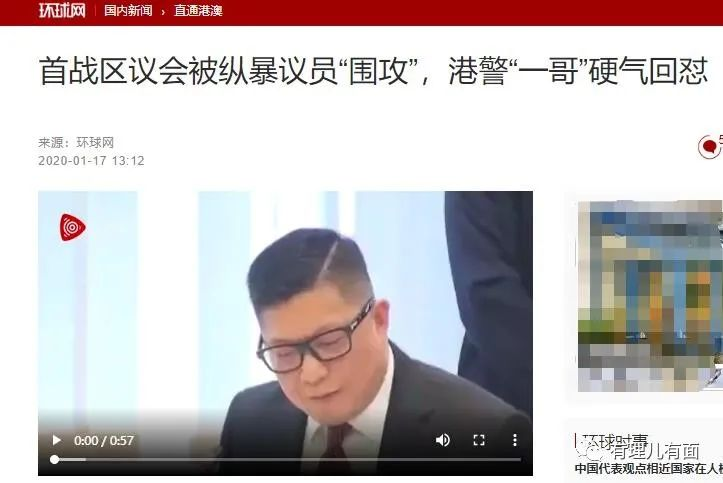 环球网 国内新闻 › 直通港澳
首战区议会被纵暴议员“围攻”，港警“一哥”硬气回怼
来源：环球网
2020-01-17 13:12
0:00 / 0:57
环球时事
有理儿有面
中国代表观点相近国家在人权